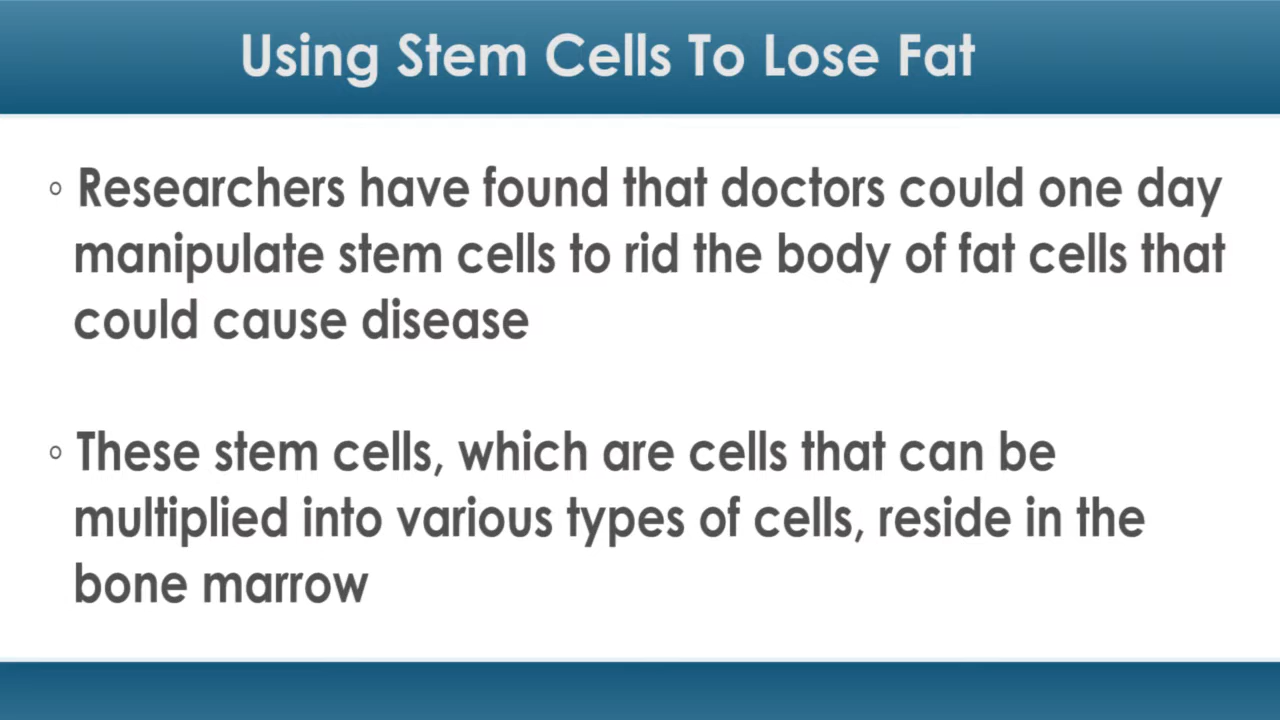 Using Stem Cells To Lose Fat
◦ Researchers have found that doctors could one day
manipulate stem cells to rid the body of fat cells that
could cause disease
◦ These stem cells, which are cells that can be
multiplied into various types of cells, reside in the
bone marrow